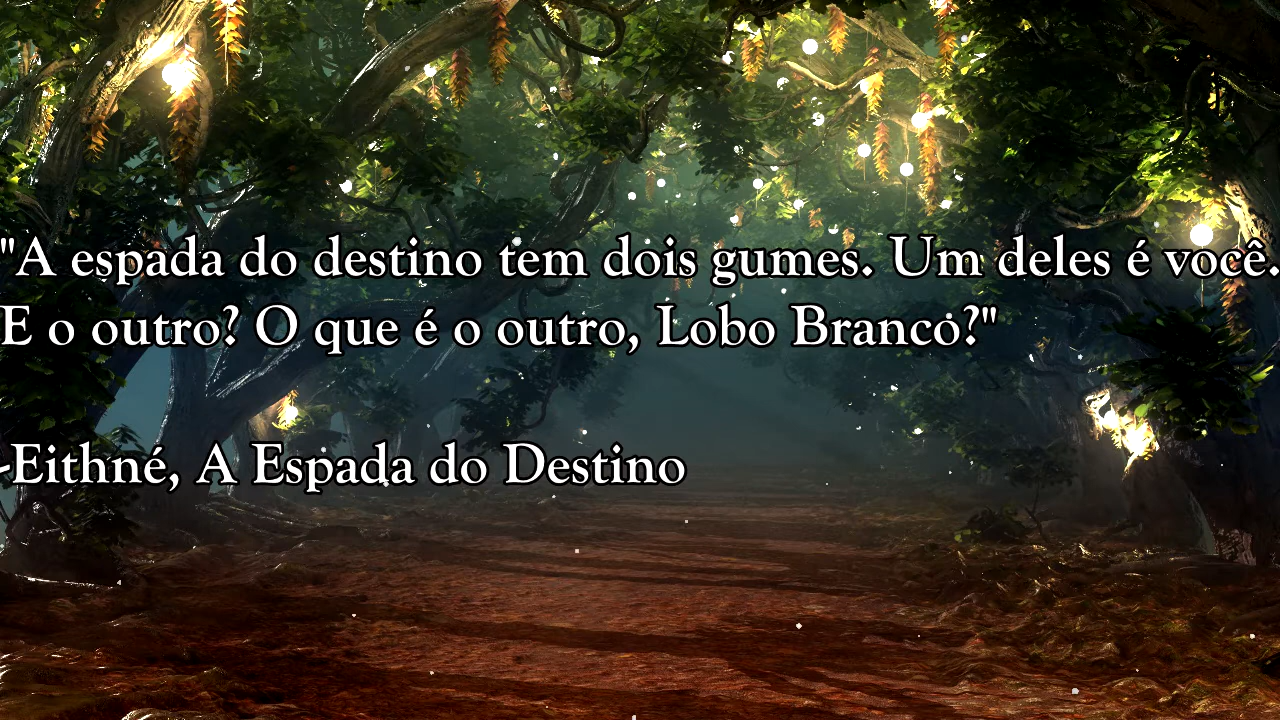 "A espada do destino tem dois gumes. Um deles é você.
E o outro? O que é o outro, Lobo Branco?"
-Eithné, A Espada do Destino